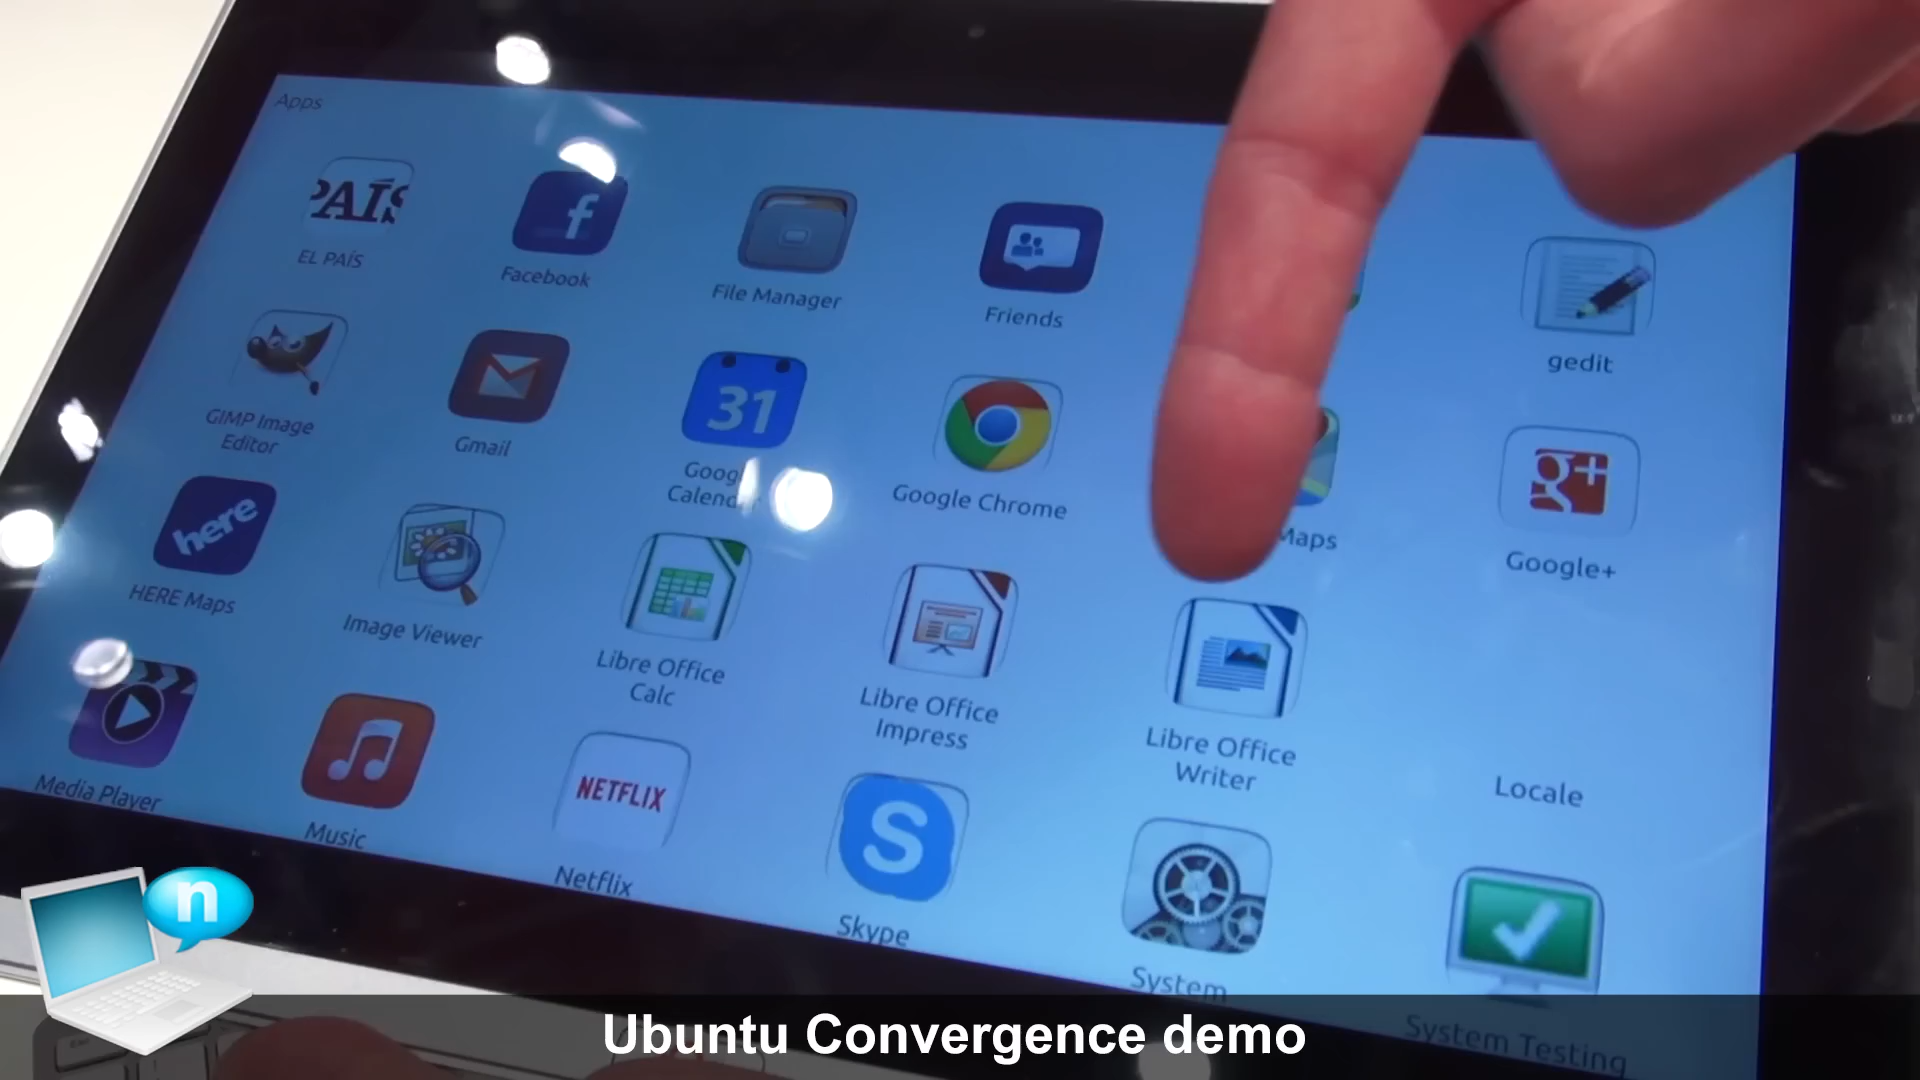 Apps
PAÍS
EL PAÍS
f
Facebook
File Manager
Friends
gedit
GIMP Image
Editor
Gmail
31
Google Chrome
Maps
g+
Google+
here
HERE Maps
Image Viewer
Libre Office
Calc
Libre Office
Impress
Libre Office
Writer
Locale
Media Player
Music
NETFLIX
Netflix
S
Skype
System
System Testing
n
Ubuntu Convergence demo